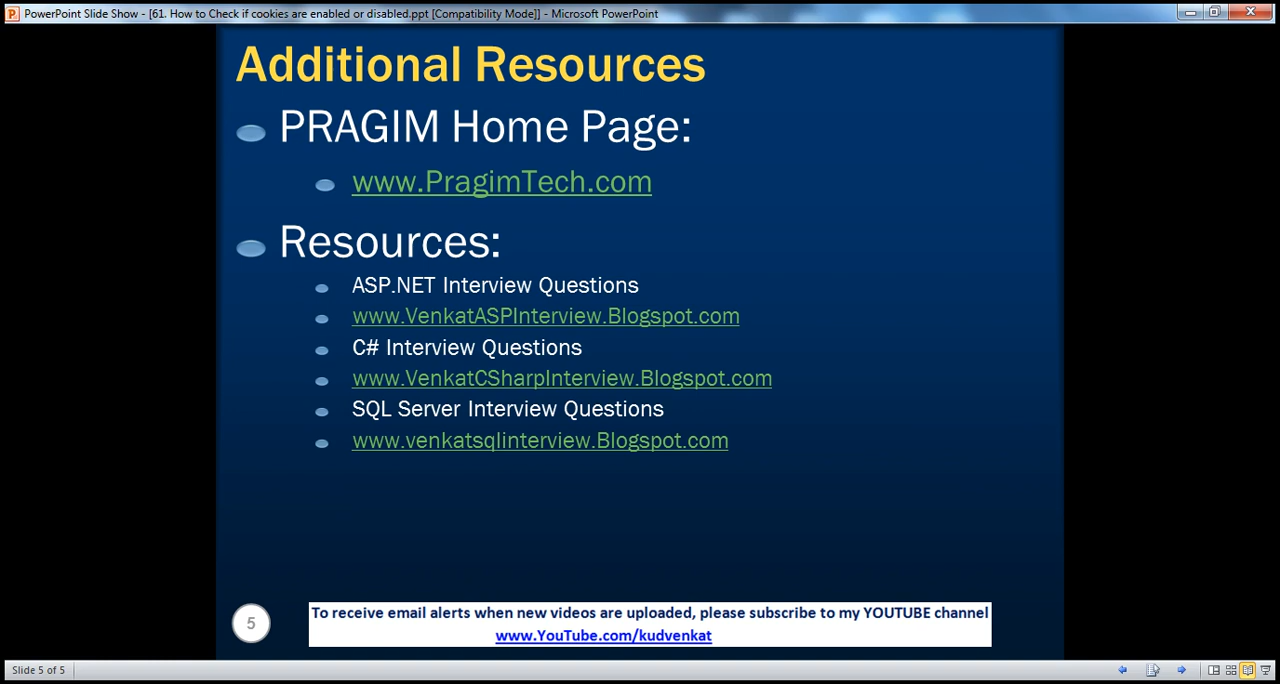 PowerPoint Slide Show - [61. How to Check if cookies are enabled or disabled.ppt [Compatibility Mode]] - Microsoft PowerPoint
Additional Resources
PRAGIM Home Page:
www.PragimTech.com
Resources:
ASP.NET Interview Questions
www.VenkatASPInterview.Blogspot.com
C# Interview Questions
www.VenkatCSharpInterview.Blogspot.com
SQL Server Interview Questions
www.venkatsqlinterview.Blogspot.com
5
To receive email alerts when new videos are uploaded, please subscribe to my YOUTUBE channel
www.YouTube.com/kudvenkat
Slide 5 of 5